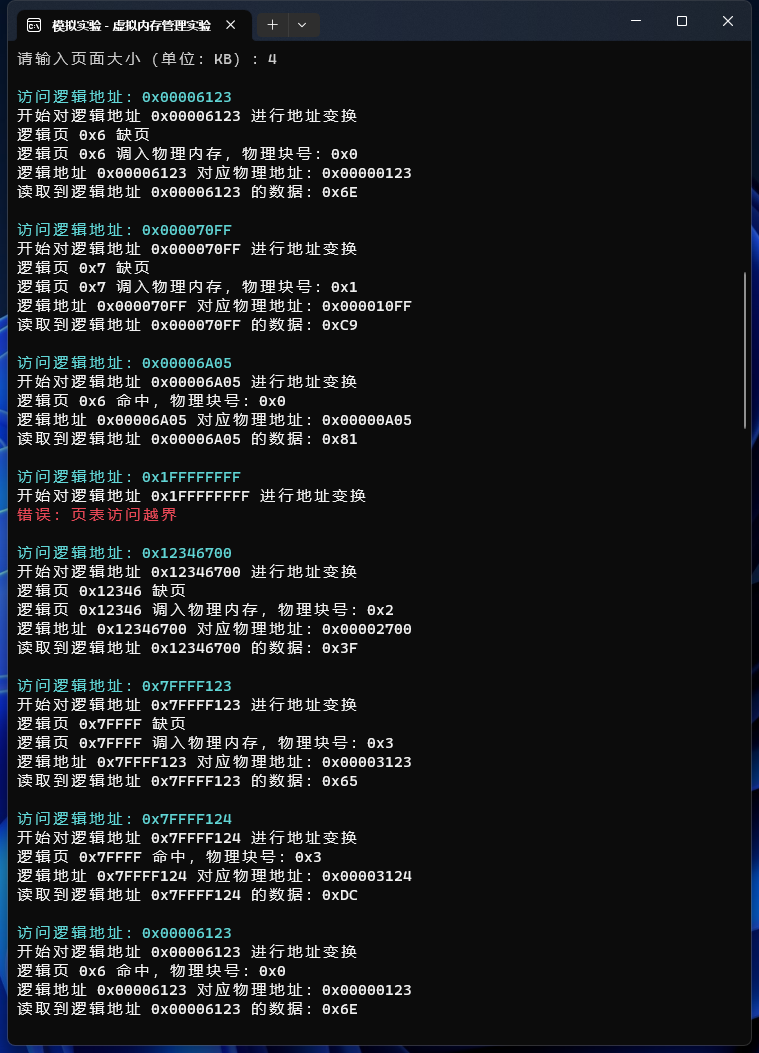 模拟实验 - 虚拟内存管理实验
请输入页面大小（单位：KB）：4
访问逻辑地址：0x00006123
开始对逻辑地址 0x00006123 进行地址变换
逻辑页 0x6 缺页
逻辑页 0x6 调入物理内存，物理块号：0x0
逻辑地址 0x00006123 对应物理地址：0x00000123
读取到逻辑地址 0x00006123 的数据：0x6E
访问逻辑地址：0x000070FF
开始对逻辑地址 0x000070FF 进行地址变换
逻辑页 0x7 缺页
逻辑页 0x7 调入物理内存，物理块号：0x1
逻辑地址 0x000070FF 对应物理地址：0x000010FF
读取到逻辑地址 0x000070FF 的数据：0xC9
访问逻辑地址：0x00006A05
开始对逻辑地址 0x00006A05 进行地址变换
逻辑页 0x6 命中，物理块号：0x0
逻辑地址 0x00006A05 对应物理地址：0x00000A05
读取到逻辑地址 0x00006A05 的数据：0x81
访问逻辑地址：0x1FFFFFFFF
开始对逻辑地址 0x1FFFFFFFF 进行地址变换
错误：页表访问越界
访问逻辑地址：0x12346700
开始对逻辑地址 0x12346700 进行地址变换
逻辑页 0x12346 缺页
逻辑页 0x12346 调入物理内存，物理块号：0x2
逻辑地址 0x12346700 对应物理地址：0x00002700
读取到逻辑地址 0x12346700 的数据：0x3F
访问逻辑地址：0x7FFFF123
开始对逻辑地址 0x7FFFF123 进行地址变换
逻辑页 0x7FFFF 缺页
逻辑页 0x7FFFF 调入物理内存，物理块号：0x3
逻辑地址 0x7FFFF123 对应物理地址：0x00003123
读取到逻辑地址 0x7FFFF123 的数据：0x65
访问逻辑地址：0x7FFFF124
开始对逻辑地址 0x7FFFF124 进行地址变换
逻辑页 0x7FFFF 命中，物理块号：0x3
逻辑地址 0x7FFFF124 对应物理地址：0x00003124
读取到逻辑地址 0x7FFFF124 的数据：0xDC
访问逻辑地址：0x00006123
开始对逻辑地址 0x00006123 进行地址变换
逻辑页 0x6 命中，物理块号：0x0
逻辑地址 0x00006123 对应物理地址：0x00000123
读取到逻辑地址 0x00006123 的数据：0x6E